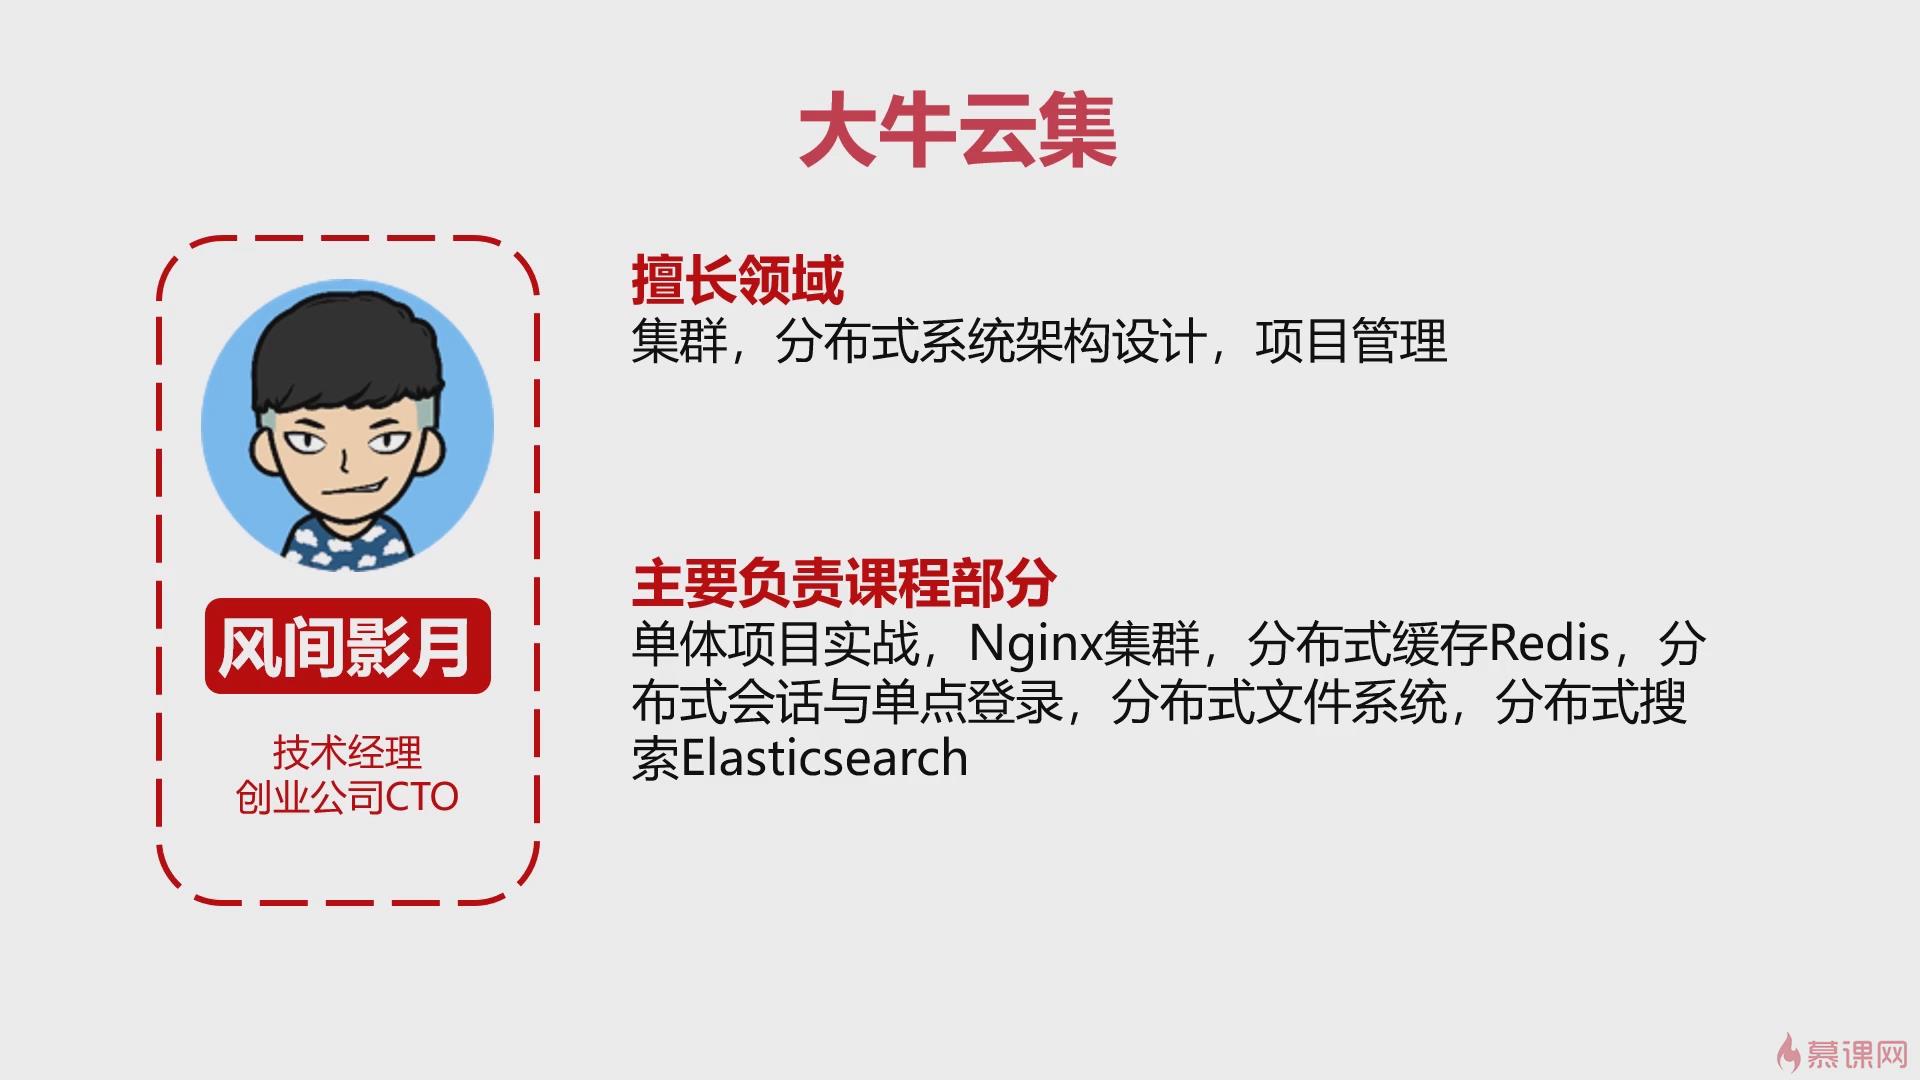 大牛云集
擅长领域
集群，分布式系统架构设计，项目管理
主要负责课程部分
单体项目实战，Nginx集群，分布式缓存Redis，分
布式会话与单点登录，分布式文件系统，分布式搜
索Elasticsearch
风间影月
技术经理
创业公司CTO
慕课网